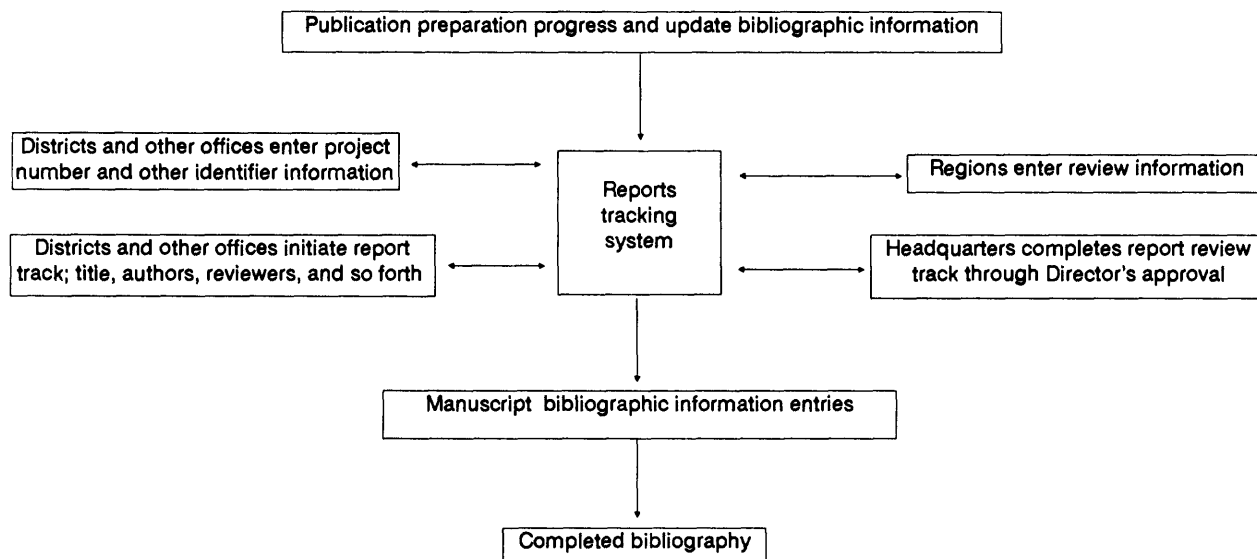 Publication preparation progress and update bibliographic information
Districts and other offices enter project
number and other identifier information
Districts and other offices initiate report
track; title, authors, reviewers, and so forth
Reports
tracking
system
Regions enter review information
Headquarters completes report review
track through Director's approval
Manuscript bibliographic information entries
Completed bibliography